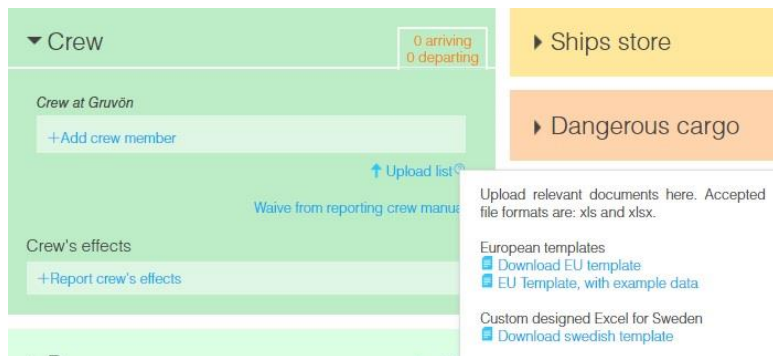 Crew
0 arriving
0 departing
Crew at Gruvön
+Add crew member
Upload list
Waive from reporting crew
Crew's effects
+Report crew's effects
Ships store
Dangerous cargo
Upload relevant documents here. Accepted
file formats are: xls and xlsx.
European templates
Download EU template
EU Template, with example data
Custom designed Excel for Sweden
Download swedish template